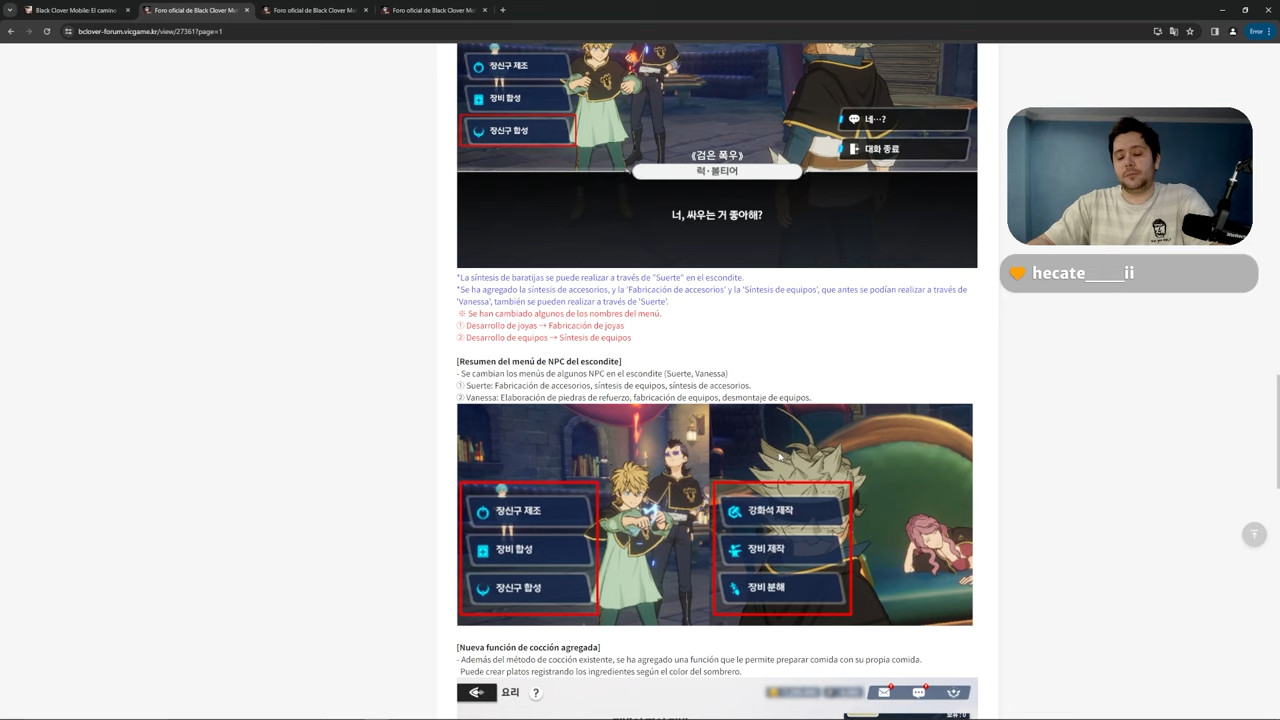 Black Clover Mobile: El camino
Foro oficial de Black Clover Mo
Foro oficial de Black Clover Mo
Foro oficial de Black Clover Mo
bclover-forum.vicgame.kr/view/27361?page=1
Error
장신구 제조
장비 합성
장신구 합성
네…?
대화 종료
《검은 폭우》
럭·볼티어
너, 싸우는 거 좋아해?
hecate_____ii
*La síntesis de baratijas se puede realizar a través de "Suerte" en el escondite.
*Se ha agregado la síntesis de accesorios, y la 'Fabricación de accesorios' y la 'Síntesis de equipos', que antes se podían realizar a través de
'Vanessa', también se pueden realizar a través de 'Suerte'.
※ Se han cambiado algunos de los nombres del menú.
① Desarrollo de joyas → Fabricación de joyas
② Desarrollo de equipos → Síntesis de equipos
[Resumen del menú de NPC del escondite]
- Se cambian los menús de algunos NPC en el escondite (Suerte, Vanessa)
① Suerte: Fabricación de accesorios, síntesis de equipos, síntesis de accesorios.
② Vanessa: Elaboración de piedras de refuerzo, fabricación de equipos, desmontaje de equipos.
장신구 제조
장비 합성
장신구 합성
강화석 제작
장비 제작
장비 분해
[Nueva función de cocción agregada]
- Además del método de cocción existente, se ha agregado una función que le permite preparar comida con su propia comida.
Puede crear platos registrando los ingredientes según el color del sombrero.
요리
?